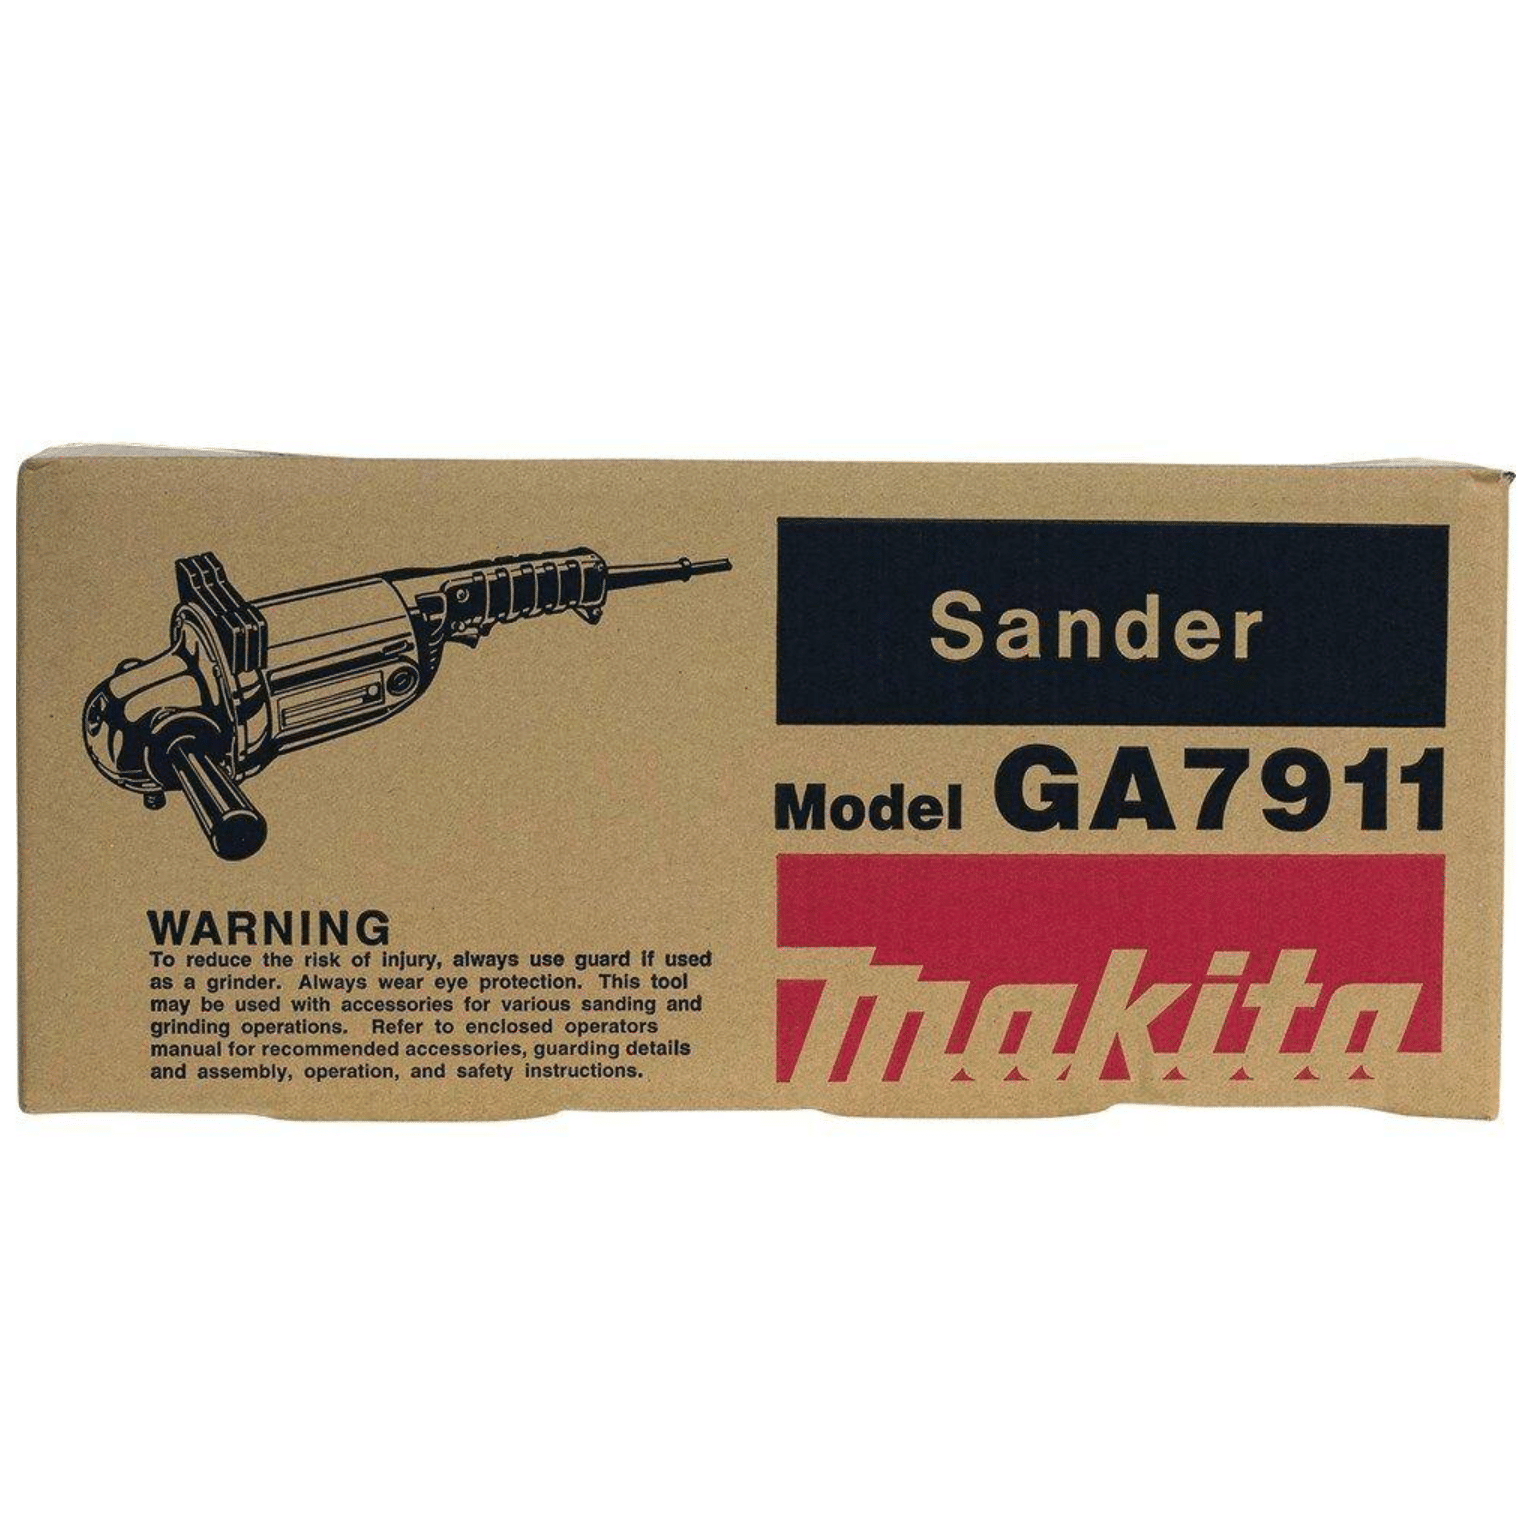 Sander
Model GA7911
makita
WARNING
To reduce the risk of injury, always use guard if used
as a grinder. Always wear eye protection. This tool
may be used with accessories for various sanding and
grinding operations. Refer to enclosed operators
manual for recommended accessories, guarding details
and assembly, operation, and safety instructions.